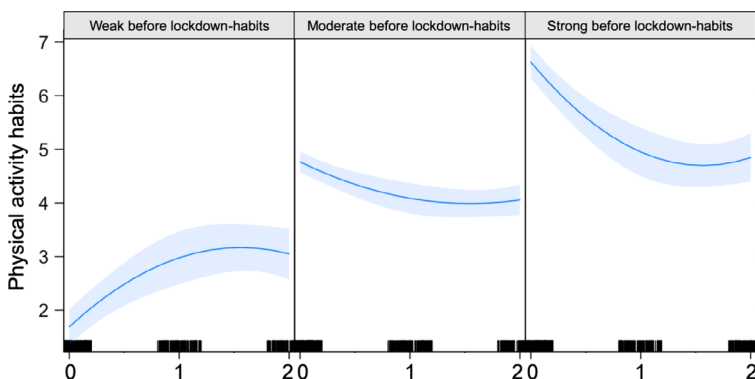 Weak before lockdown-habits Moderate before lockdown-habits Strong before lockdown-habits
Physical activity habits
7
6
5
4
3
2
0 1 2 0 1 2 0 1 2